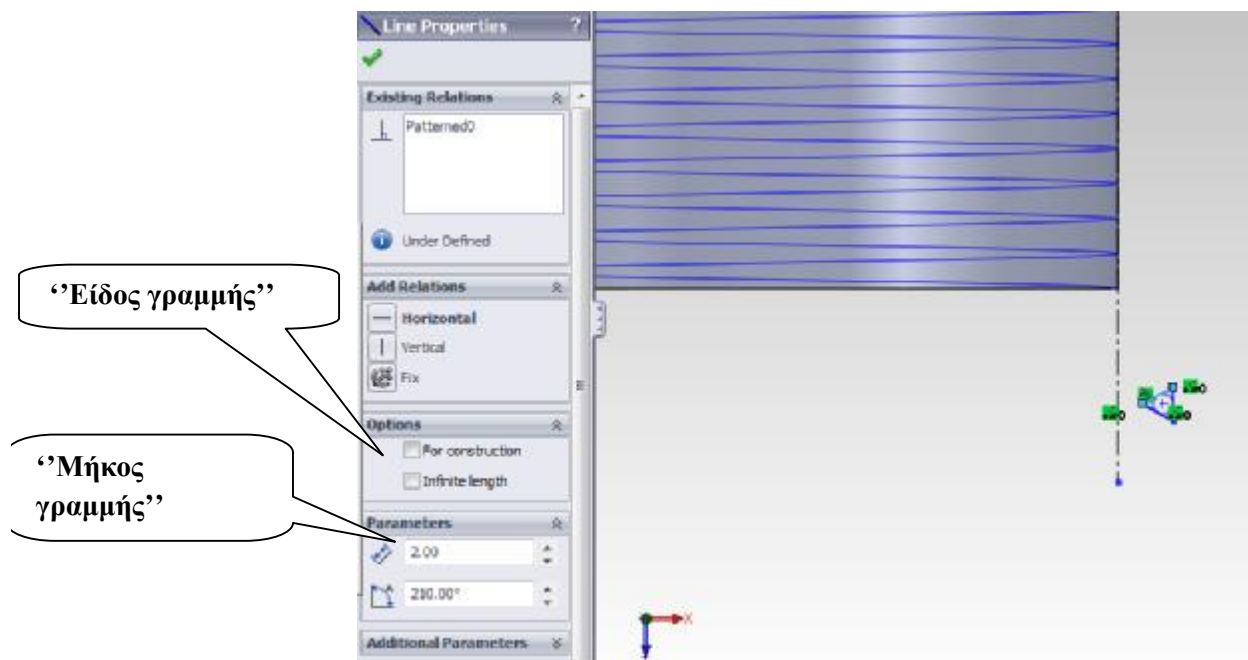 Line Properties ?
Existing Relations
Patterned0
Under Defined
‘’Είδος γραμμής’’
Add Relations
Horizontal
Vertical
Fix
Options
For construction
Infinite length
‘’Μήκος
γραμμής’’
Parameters
2.00
210.00°
Additional Parameters
X